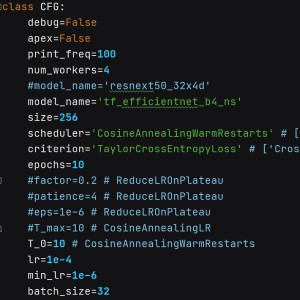 class CFG:
    debug=False
    apex=False
    print_freq=100
    num_workers=4
    #model_name='resnext50_32x4d'
    model_name='tf_efficientnet_b4_ns'
    size=256
    scheduler='CosineAnnealingWarmRestarts' # [
    criterion='TaylorCrossEntropyLoss' # ['Cros
    epochs=10
    #factor=0.2 # ReduceLROnPlateau
    #patience=4 # ReduceLROnPlateau
    #eps=1e-6 # ReduceLROnPlateau
    #T_max=10 # CosineAnnealingLR
    T_0=10 # CosineAnnealingWarmRestarts
    lr=1e-4
    min_lr=1e-6
    batch_size=32